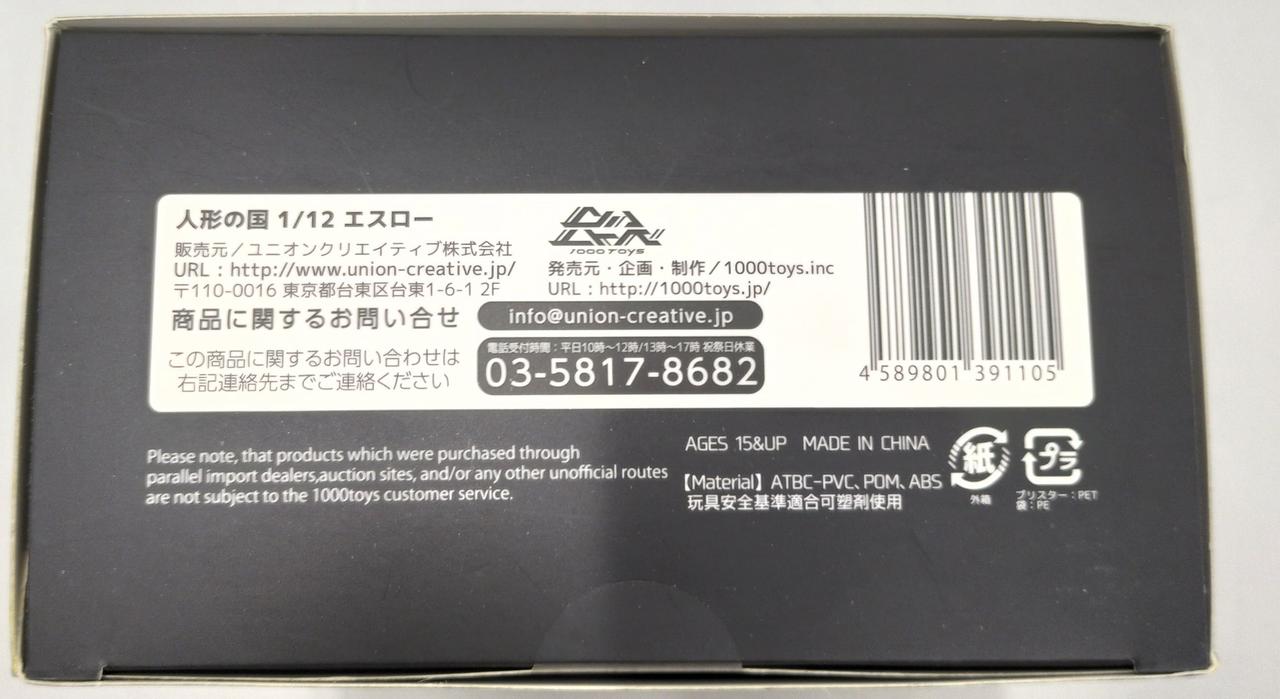 人形の国 1/12 エスロー
販売元／ユニオンクリエイティブ株式会社
URL : http://www.union-creative.jp/
〒110-0016 東京都台東区台東1-6-1 2F
商品に関するお問い合せ
この商品に関するお問い合わせは
右記連絡先までご連絡ください
1000TOYS
発売元・企画・制作／1000toys.inc
URL : http://1000toys.jp/
info@union-creative.jp
電話受付時間：平日10時～12時/13時～17時 祝祭日休業
03-5817-8682
4 589801 391105
Please note, that products which were purchased through
parallel import dealers,auction sites, and/or any other unofficial routes
are not subject to the 1000toys customer service.
AGES 15&UP MADE IN CHINA
【Material】ATBC-PVC、POM、ABS
玩具安全基準適合可塑剤使用
紙
外箱
プラ
ブリスター：PET
袋：PE